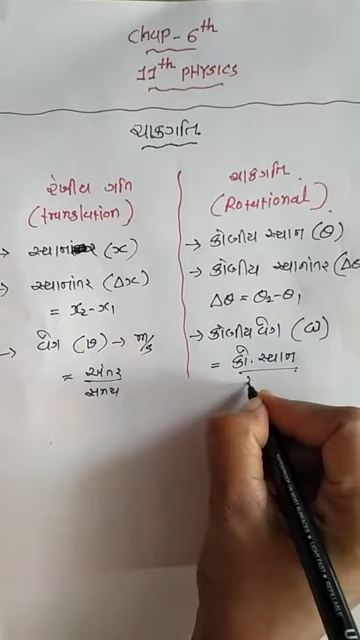 Chap - 6th
11th PHYSICS
ચાકગતિ
રેખીય ગતિ
(translation)
→ સ્થાન (x)
→ સ્થાનાંતર (Δx)
= x₂-x₁
→ વેગ (v) → m/s
= અંતર
સમય
ચાકગતિ
(Rotational)
→ કોણીય સ્થાન (θ)
→ કોણીય સ્થાનાંતર (Δθ
Δθ = θ₂-θ₁
→ કોણીય વેગ (ω)
= કો. સ્થાન